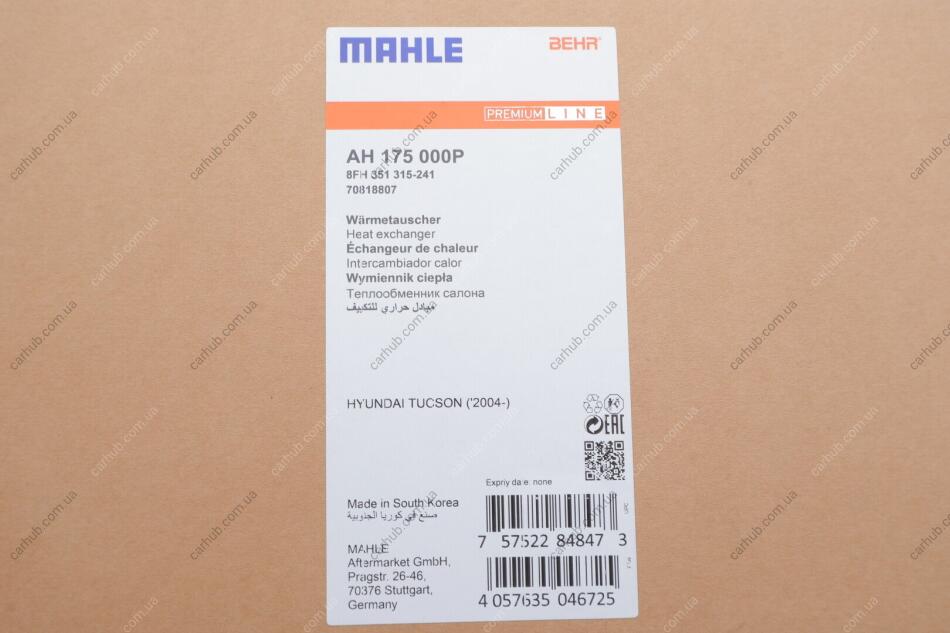 MAHLE
BEHR®
PREMIUM LINE
AH 175 000P
8FH 351 315-241
70818807
Wärmetauscher
Heat exchanger
Échangeur de chaleur
Intercambiador calor
Wymiennik ciepła
Теплообменник салона
مبادل حراري للتكييف
HYUNDAI TUCSON ('2004-)
EAC
Expriy date: none
Made in South Korea
صنع في كوريا الجنوبية
UPC
7 57522 84847 3
MAHLE
Aftermarket GmbH,
Pragstr. 26-46,
70376 Stuttgart,
Germany
4 057635 046725
carhub.com.ua